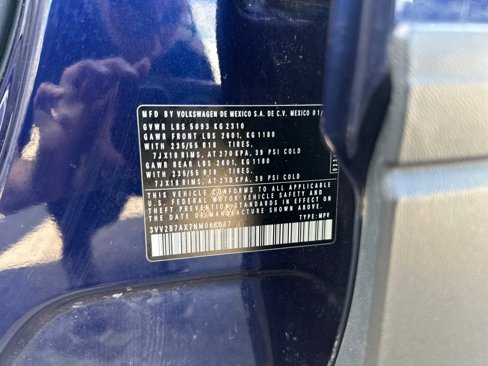 MFD BY VOLKSWAGEN DE MEXICO S.A. DE C.V. MEXICO 01/
GVWR LBS 5093 KG 2310
GAWR FRONT LBS 2601, KG 1180
WITH 235/55 R18 TIRES,
7JX18 RIMS, AT 270 KPA, 39 PSI COLD
GAWR REAR LBS 2601, KG 1180
WITH 235/55 R18 TIRES,
7JX18 RIMS, AT 270 KPA, 39 PSI COLD
THIS VEHICLE CONFORMS TO ALL APPLICABLE
FEDERAL MOTOR VEHICLE SAFETY AND
THEFT PREVENTION STANDARDS IN EFFECT ON
THE DATE OF MANUFACTURE SHOWN ABOVE.
TYPE: MPV